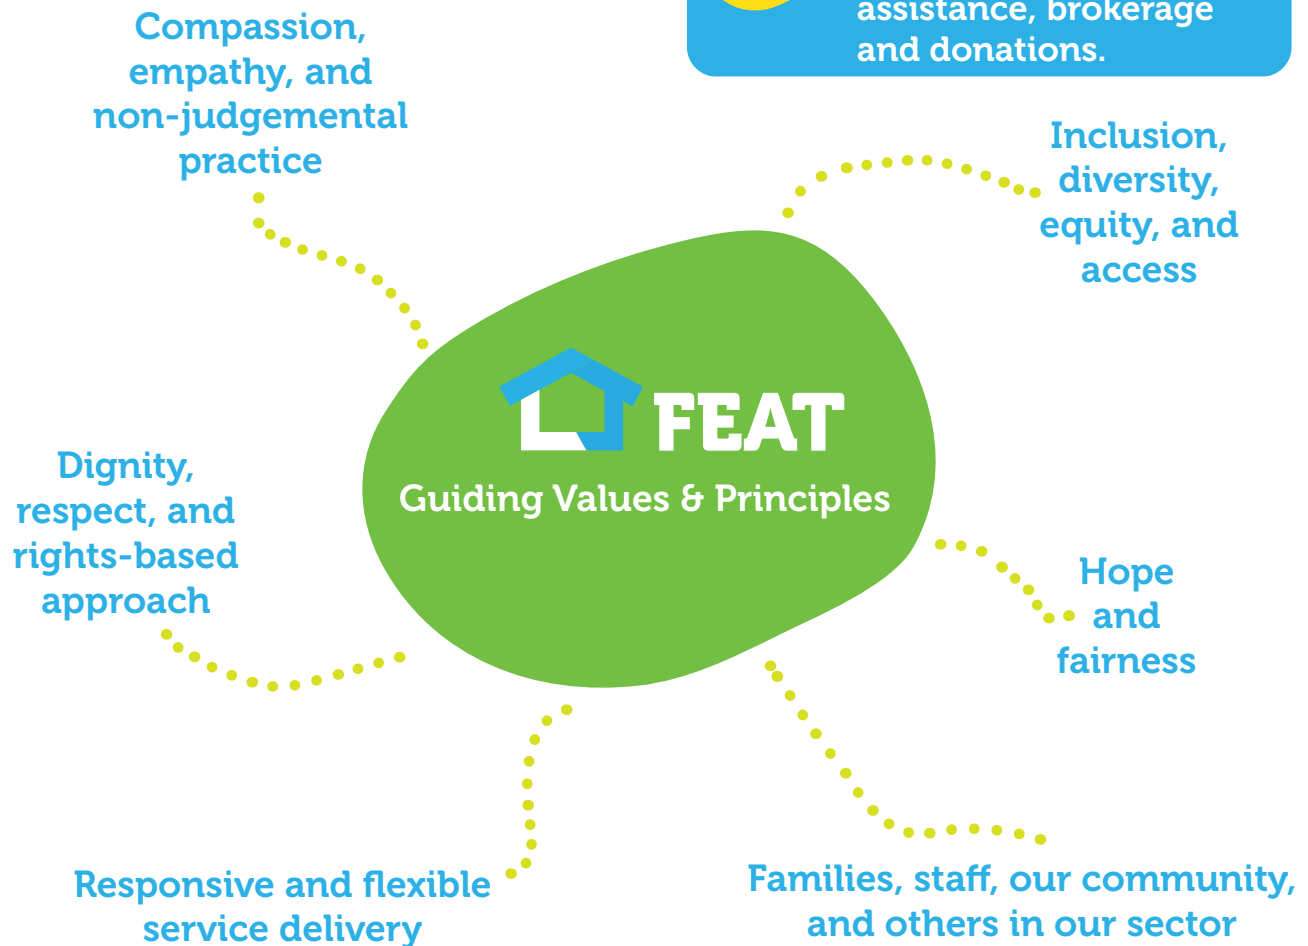 assistance, brokerage
and donations.
Compassion,
empathy, and
non-judgemental
practice
Inclusion,
diversity,
equity, and
access
FEAT
Guiding Values & Principles
Dignity,
respect, and
rights-based
approach
Hope
and
fairness
Responsive and flexible
service delivery
Families, staff, our community,
and others in our sector